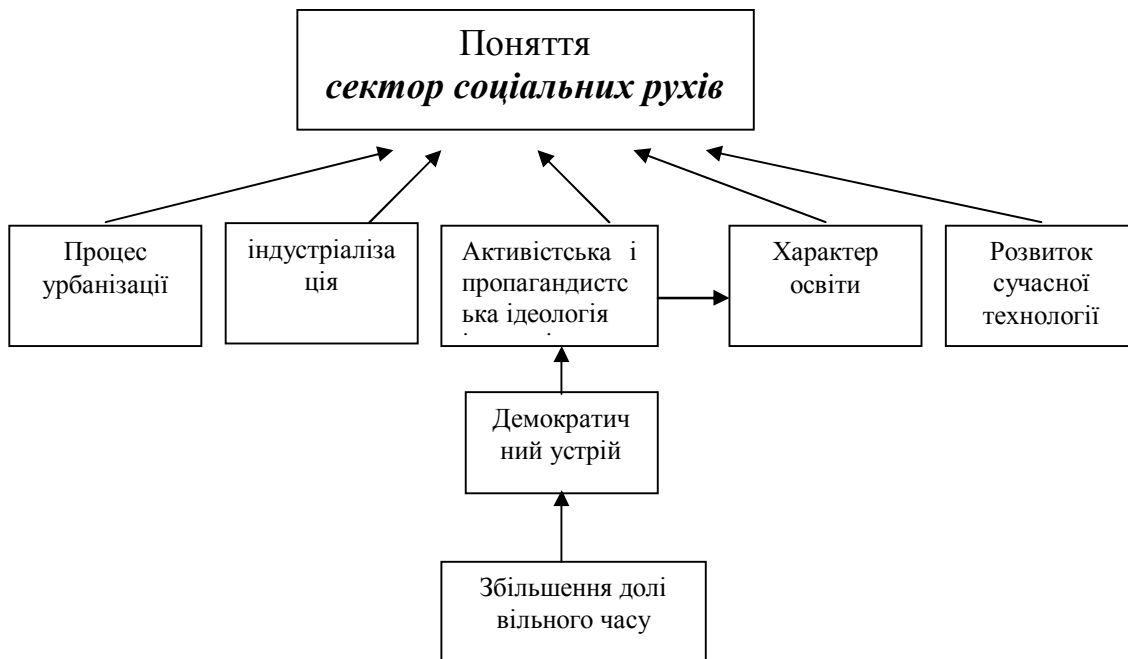 Поняття
сектор соціальних рухів
Процес
урбанізації
індустріаліза
ція
Активістська і
пропагандистс
ька ідеологія
Характер
освіти
Розвиток
сучасної
технології
Демократич
ний устрій
Збільшення долі
вільного часу